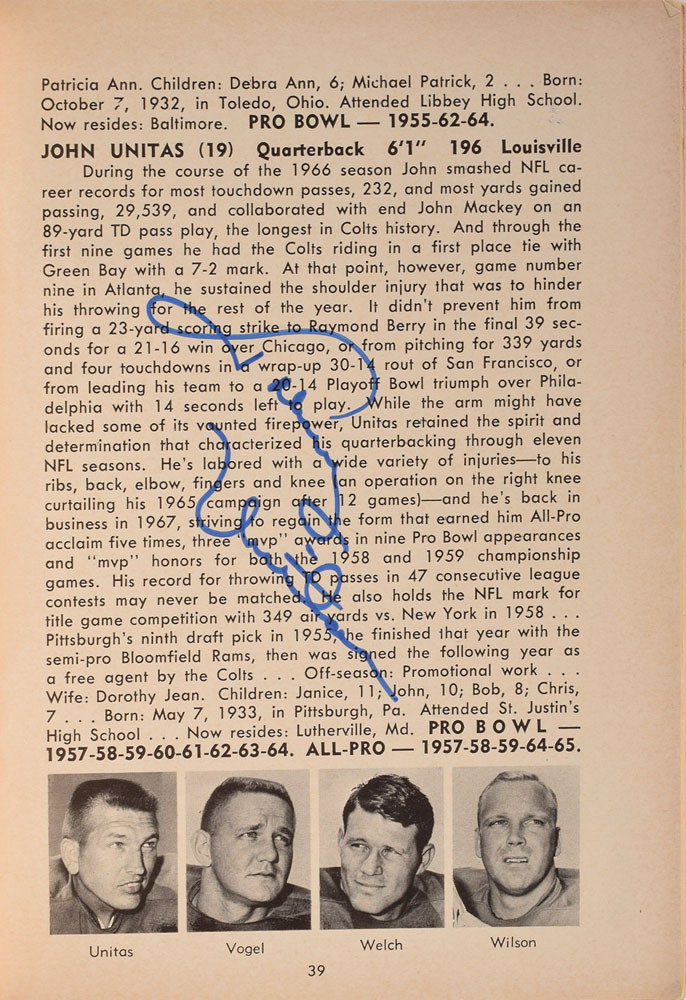 Patricia Ann. Children: Debra Ann, 6; Michael Patrick, 2 . . . Born:
October 7, 1932, in Toledo, Ohio. Attended Libbey High School.
Now resides: Baltimore. PRO BOWL — 1955-62-64.
JOHN UNITAS (19) Quarterback 6'1" 196 Louisville
During the course of the 1966 season John smashed NFL ca-
reer records for most touchdown passes, 232, and most yards gained
passing, 29,539, and collaborated with end John Mackey on an
89-yard TD pass play, the longest in Colts history. And through the
first nine games he had the Colts riding in a first place tie with
Green Bay with a 7-2 mark. At that point, however, game number
nine in Atlanta, he sustained the shoulder injury that was to hinder
his throwing for the rest of the year. It didn't prevent him from
firing a 23-yard scoring strike to Raymond Berry in the final 39 sec-
onds for a 21-16 win over Chicago, or from pitching for 339 yards
and four touchdowns in a wrap-up 30-14 rout of San Francisco, or
from leading his team to a 20-14 Playoff Bowl triumph over Phila-
delphia with 14 seconds left to play. While the arm might have
lacked some of its vaunted firepower, Unitas retained the spirit and
determination that characterized his quarterbacking through eleven
NFL seasons. He's labored with a wide variety of injuries—to his
ribs, back, elbow, fingers and knee (an operation on the right knee
curtailing his 1965 campaign after 12 games)—and he's back in
business in 1967, striving to regain the form that earned him All-Pro
acclaim five times, three "mvp" awards in nine Pro Bowl appearances
and "mvp" honors for both the 1958 and 1959 championship
games. His record for throwing TD passes in 47 consecutive league
contests may never be matched. He also holds the NFL mark for
title game competition with 349 air yards vs. New York in 1958 . . .
Pittsburgh's ninth draft pick in 1955, he finished that year with the
semi-pro Bloomfield Rams, then was signed the following year as
a free agent by the Colts . . . Off-season: Promotional work . . .
Wife: Dorothy Jean. Children: Janice, 11; John, 10; Bob, 8; Chris,
7 . . . Born: May 7, 1933, in Pittsburgh, Pa. Attended St. Justin's
High School . . . Now resides: Lutherville, Md. PRO BOWL —
1957-58-59-60-61-62-63-64. ALL-PRO — 1957-58-59-64-65.
Unitas Vogel Welch Wilson
39